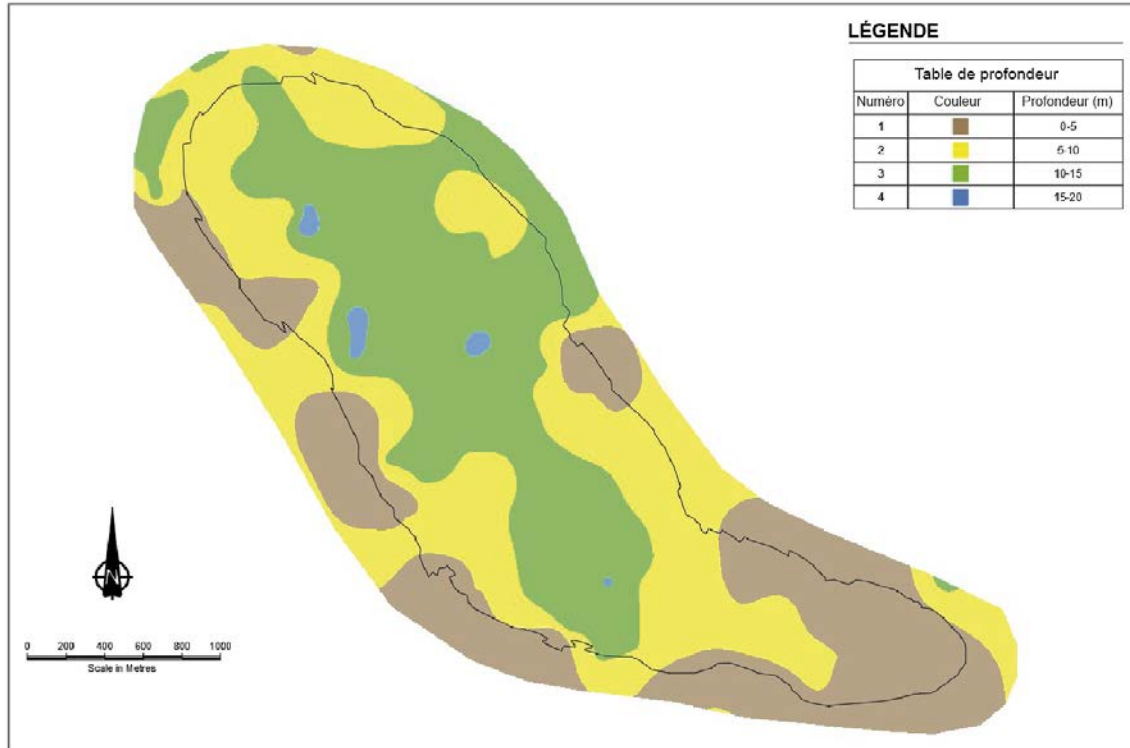 LÉGENDE
Table de profondeur
Numéro Couleur Profondeur (m)
1 0-5
2 5-10
3 10-15
4 15-20
N
0 200 400 600 800 1000
Scale in Metres